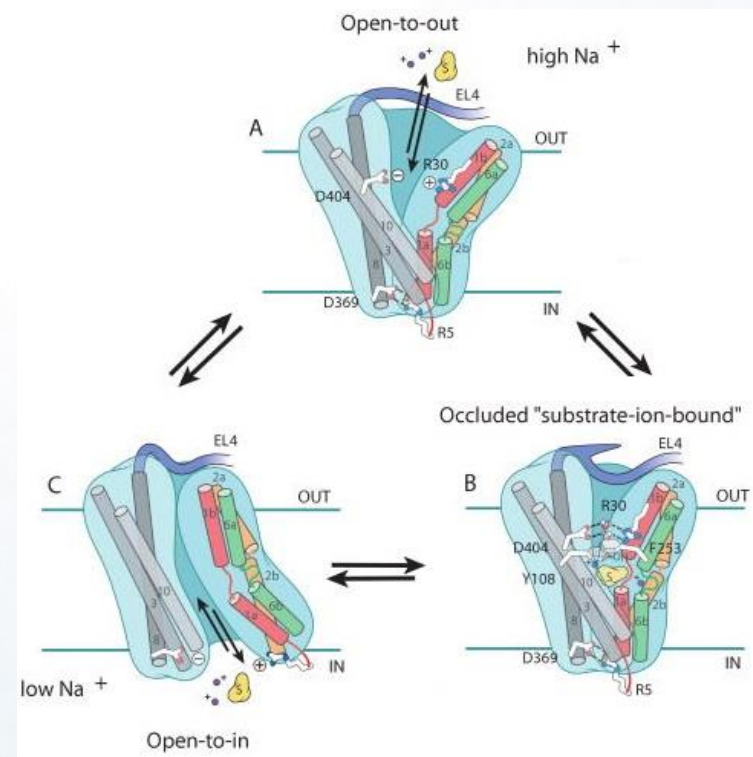 Open-to-out
high Na +
+ +
S
EL4
A
OUT
R30
2a
1b
6a
D404
−
+
10
3
1a
2b
6b
8
D369
IN
R5
Occluded "substrate-ion-bound"
EL4
C
2a
OUT
1b
6a
2b
10
3
1a
6b
8
−
+
IN
low Na +
+
+
S
Open-to-in
EL4
B
2a
OUT
R30
1b
6a
D404
F253
Y108
S
10
3
1a
2b
6b
8
D369
IN
R5